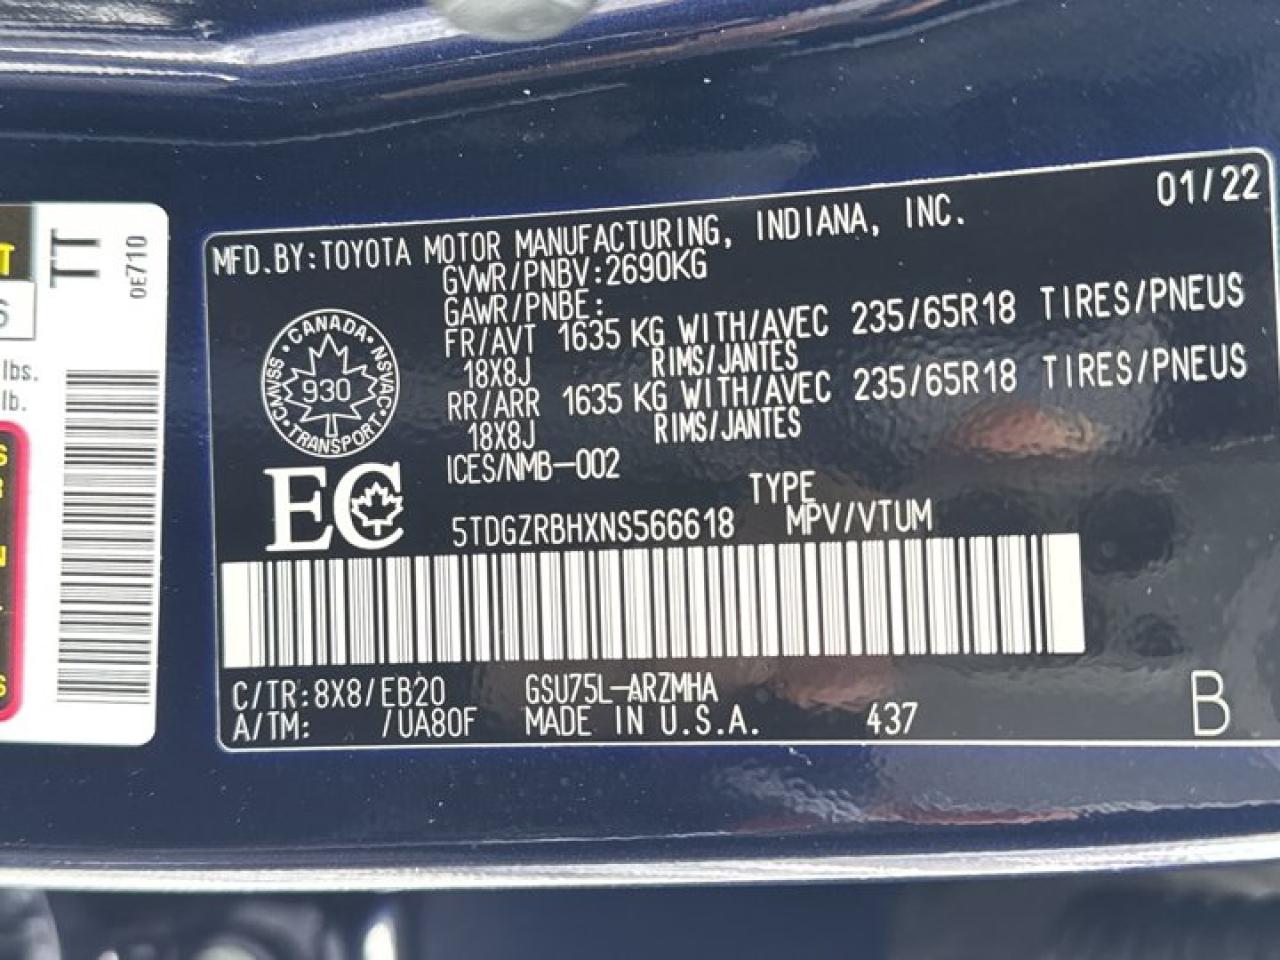 01/22
MFD.BY:TOYOTA MOTOR MANUFACTURING, INDIANA, INC.
GVWR/PNBV:2690KG
GAWR/PNBE:
FR/AVT 1635 KG WITH/AVEC 235/65R18 TIRES/PNEUS
18X8J RIMS/JANTES
RR/ARR 1635 KG WITH/AVEC 235/65R18 TIRES/PNEUS
18X8J RIMS/JANTES
ICES/NMB-002
CANADA · NSVAC · TRANSPORT · CMVSS ·
930
EC
TYPE
5TDGZRBHXNS566618 MPV/VTUM
C/TR:8X8/EB20 GSU75L-ARZMHA
A/TM: /UA80F MADE IN U.S.A. 437
B
TT
0E710
lbs.
lb.